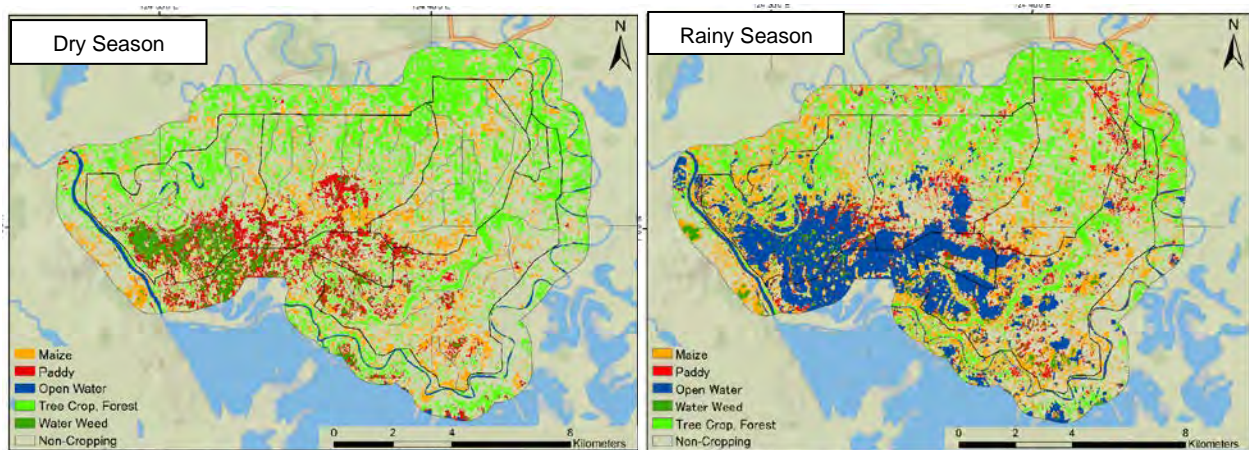 Dry Season
N
Maize
Paddy
Open Water
Tree Crop, Forest
Water Weed
Non-Cropping
0 2 4 8
Kilometers
Rainy Season
N
Maize
Paddy
Open Water
Water Weed
Tree Crop, Forest
Non-Cropping
0 2 4 8
Kilometers